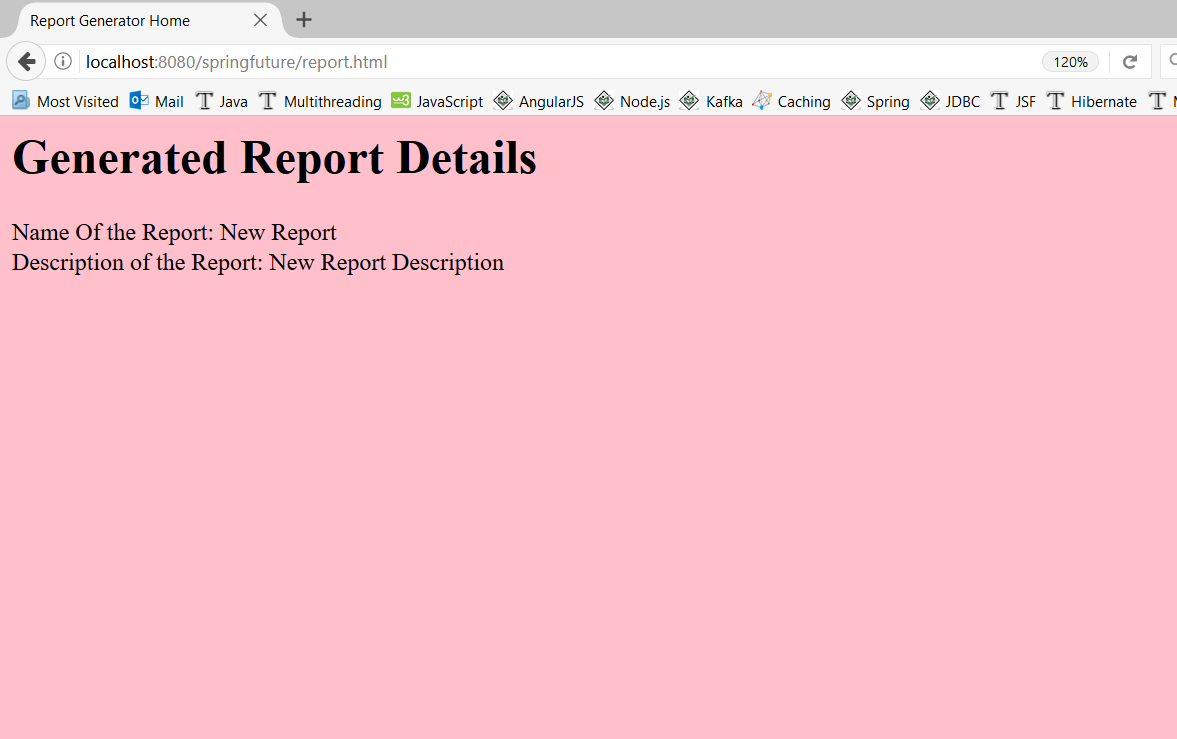 Report Generator Home
localhost:8080/springfuture/report.html 120%
Most Visited Mail Java Multithreading JavaScript AngularJS Node.js Kafka Caching Spring JDBC JSF Hibernate
Generated Report Details
Name Of the Report: New Report
Description of the Report: New Report Description